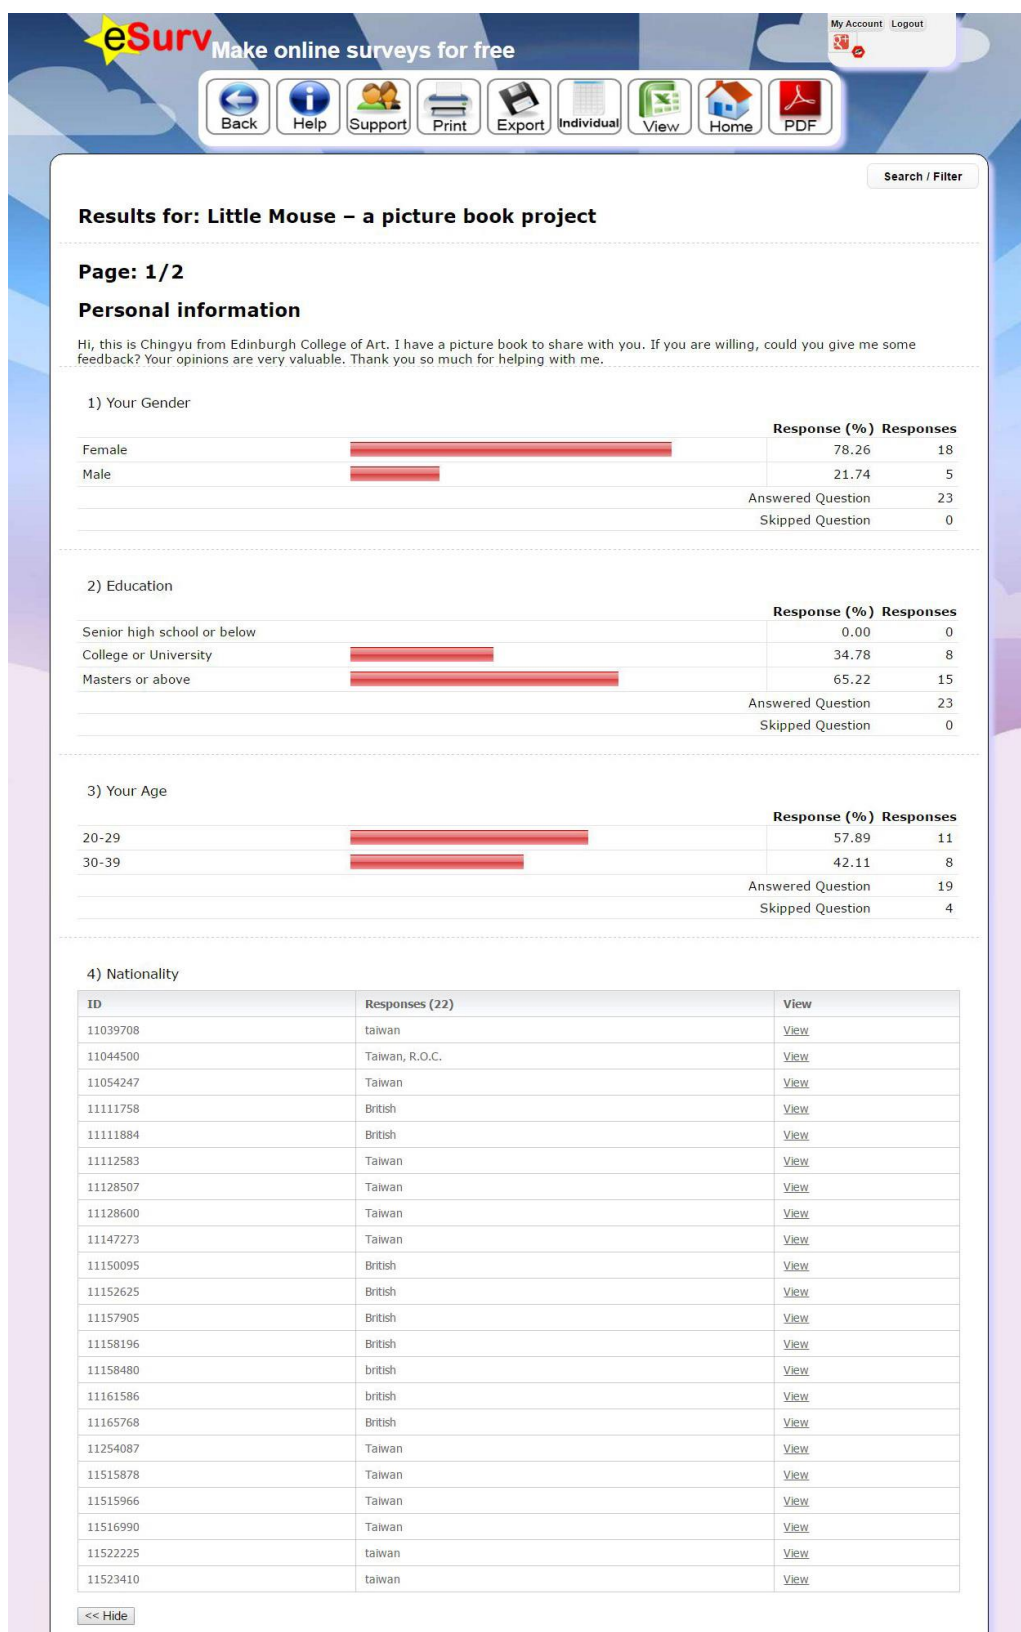 eSurv Make online surveys for free
My Account Logout
Back Help Support Print Export Individual View Home PDF
Search / Filter
Results for: Little Mouse – a picture book project
Page: 1/2
Personal information
Hi, this is Chingyu from Edinburgh College of Art. I have a picture book to share with you. If you are willing, could you give me some
feedback? Your opinions are very valuable. Thank you so much for helping with me.
1) Your Gender
Response (%) Responses
Female 78.26 18
Male 21.74 5
Answered Question 23
Skipped Question 0
2) Education
Response (%) Responses
Senior high school or below 0.00 0
College or University 34.78 8
Masters or above 65.22 15
Answered Question 23
Skipped Question 0
3) Your Age
Response (%) Responses
20-29 57.89 11
30-39 42.11 8
Answered Question 19
Skipped Question 4
4) Nationality
ID Responses (22) View
11039708 taiwan View
11044500 Taiwan, R.O.C. View
11054247 Taiwan View
11111758 British View
11111884 British View
11112583 Taiwan View
11128507 Taiwan View
11128600 Taiwan View
11147273 Taiwan View
11150095 British View
11152625 British View
11157905 British View
11158196 British View
11158480 british View
11161586 british View
11165768 British View
11254087 Taiwan View
11515878 Taiwan View
11515966 Taiwan View
11516990 Taiwan View
11522225 taiwan View
11523410 taiwan View
<< Hide